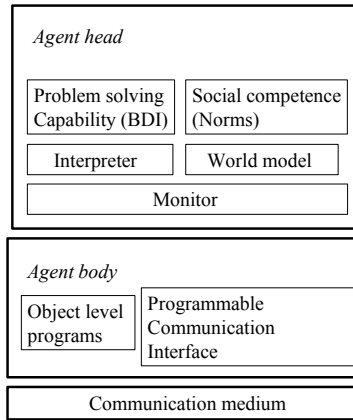 Agent head
Problem solving
Capability (BDI)
Social competence
(Norms)
Interpreter
World model
Monitor
Agent body
Object level
programs
Programmable
Communication
Interface
Communication medium